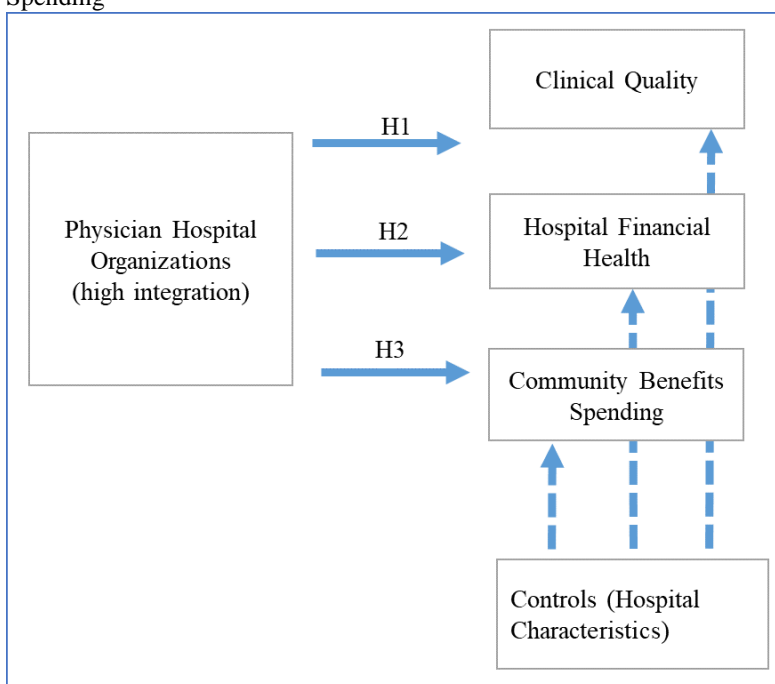 Spending
Clinical Quality
H1
Physician Hospital
Organizations
(high integration)
H2
Hospital Financial
Health
H3
Community Benefits
Spending
Controls (Hospital
Characteristics)